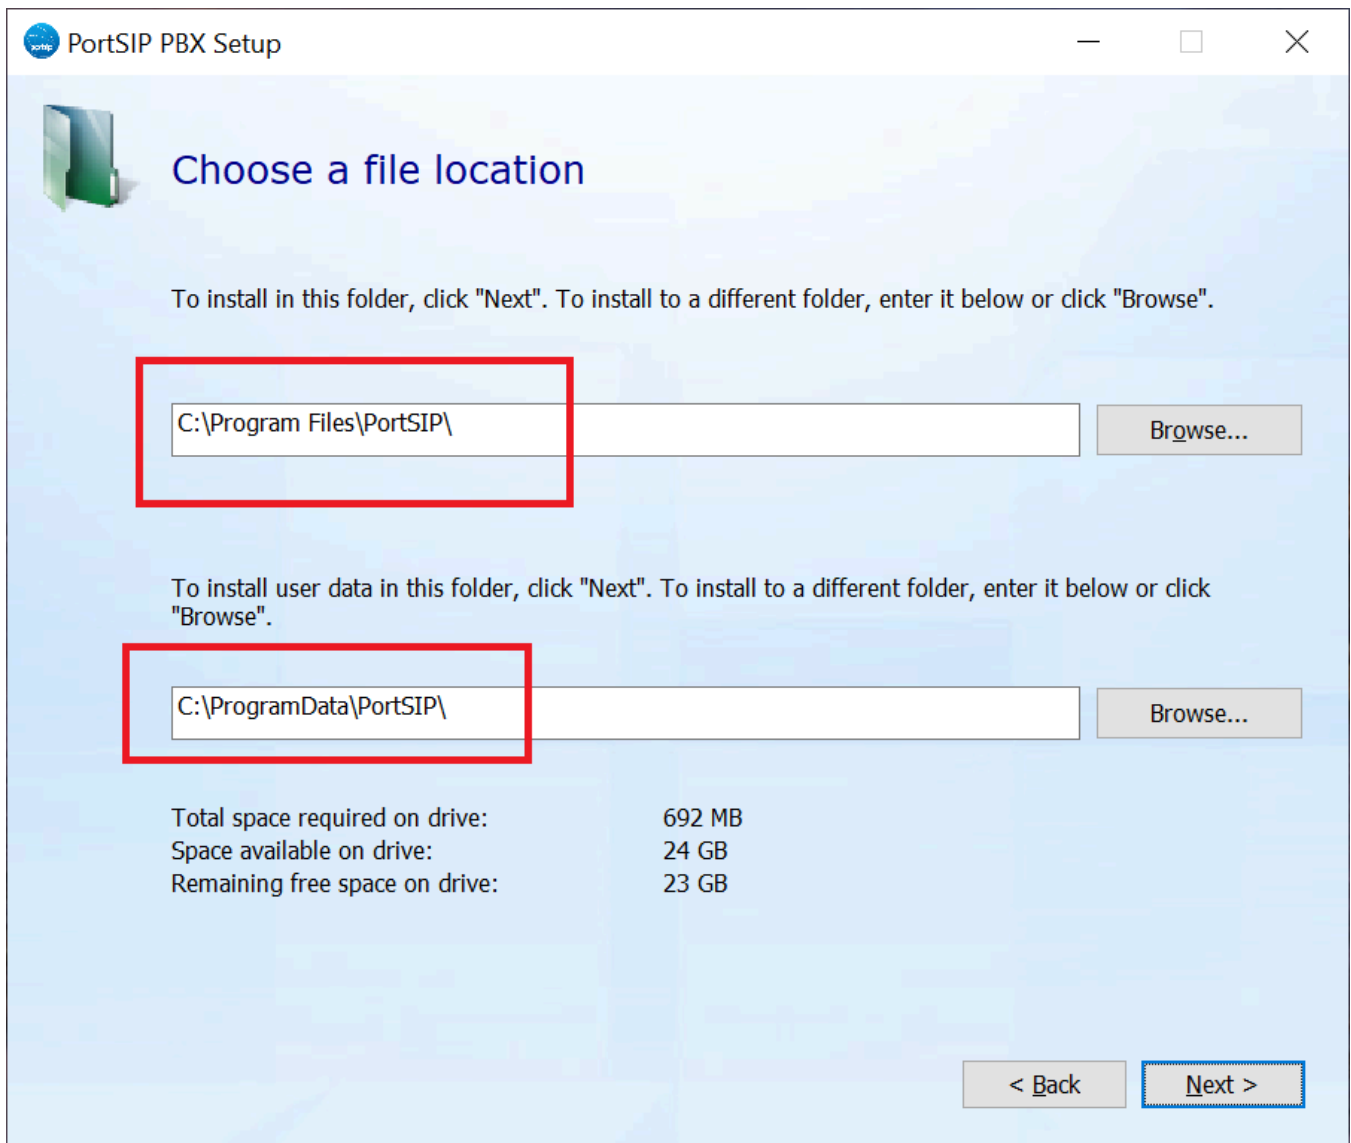 PortSIP PBX Setup
Choose a file location
To install in this folder, click "Next". To install to a different folder, enter it below or click "Browse".
C:\Program Files\PortSIP\
Browse...
To install user data in this folder, click "Next". To install to a different folder, enter it below or click
"Browse".
C:\ProgramData\PortSIP\
Browse...
Total space required on drive: 692 MB
Space available on drive: 24 GB
Remaining free space on drive: 23 GB
< Back
Next >